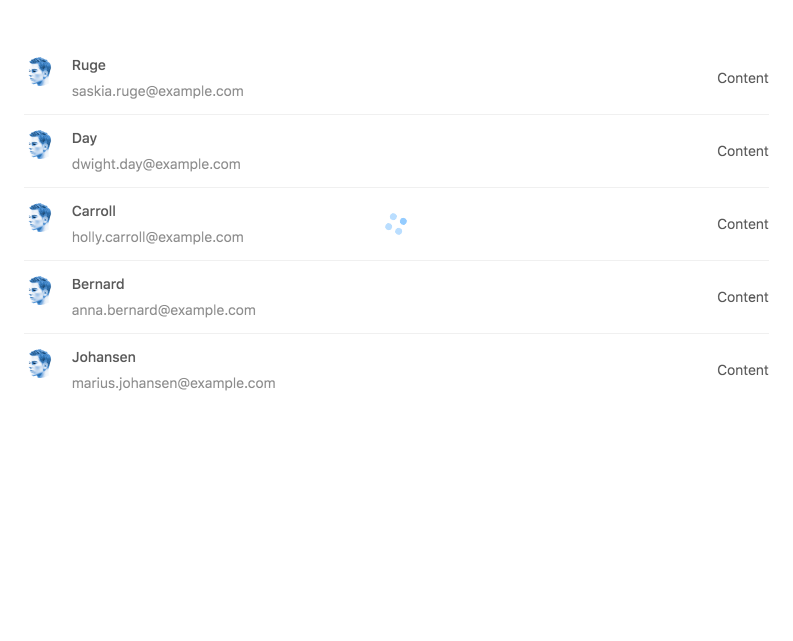 Ruge
saskia.ruge@example.com
Content
Day
dwight.day@example.com
Content
Carroll
holly.carroll@example.com
Content
Bernard
anna.bernard@example.com
Content
Johansen
marius.johansen@example.com
Content